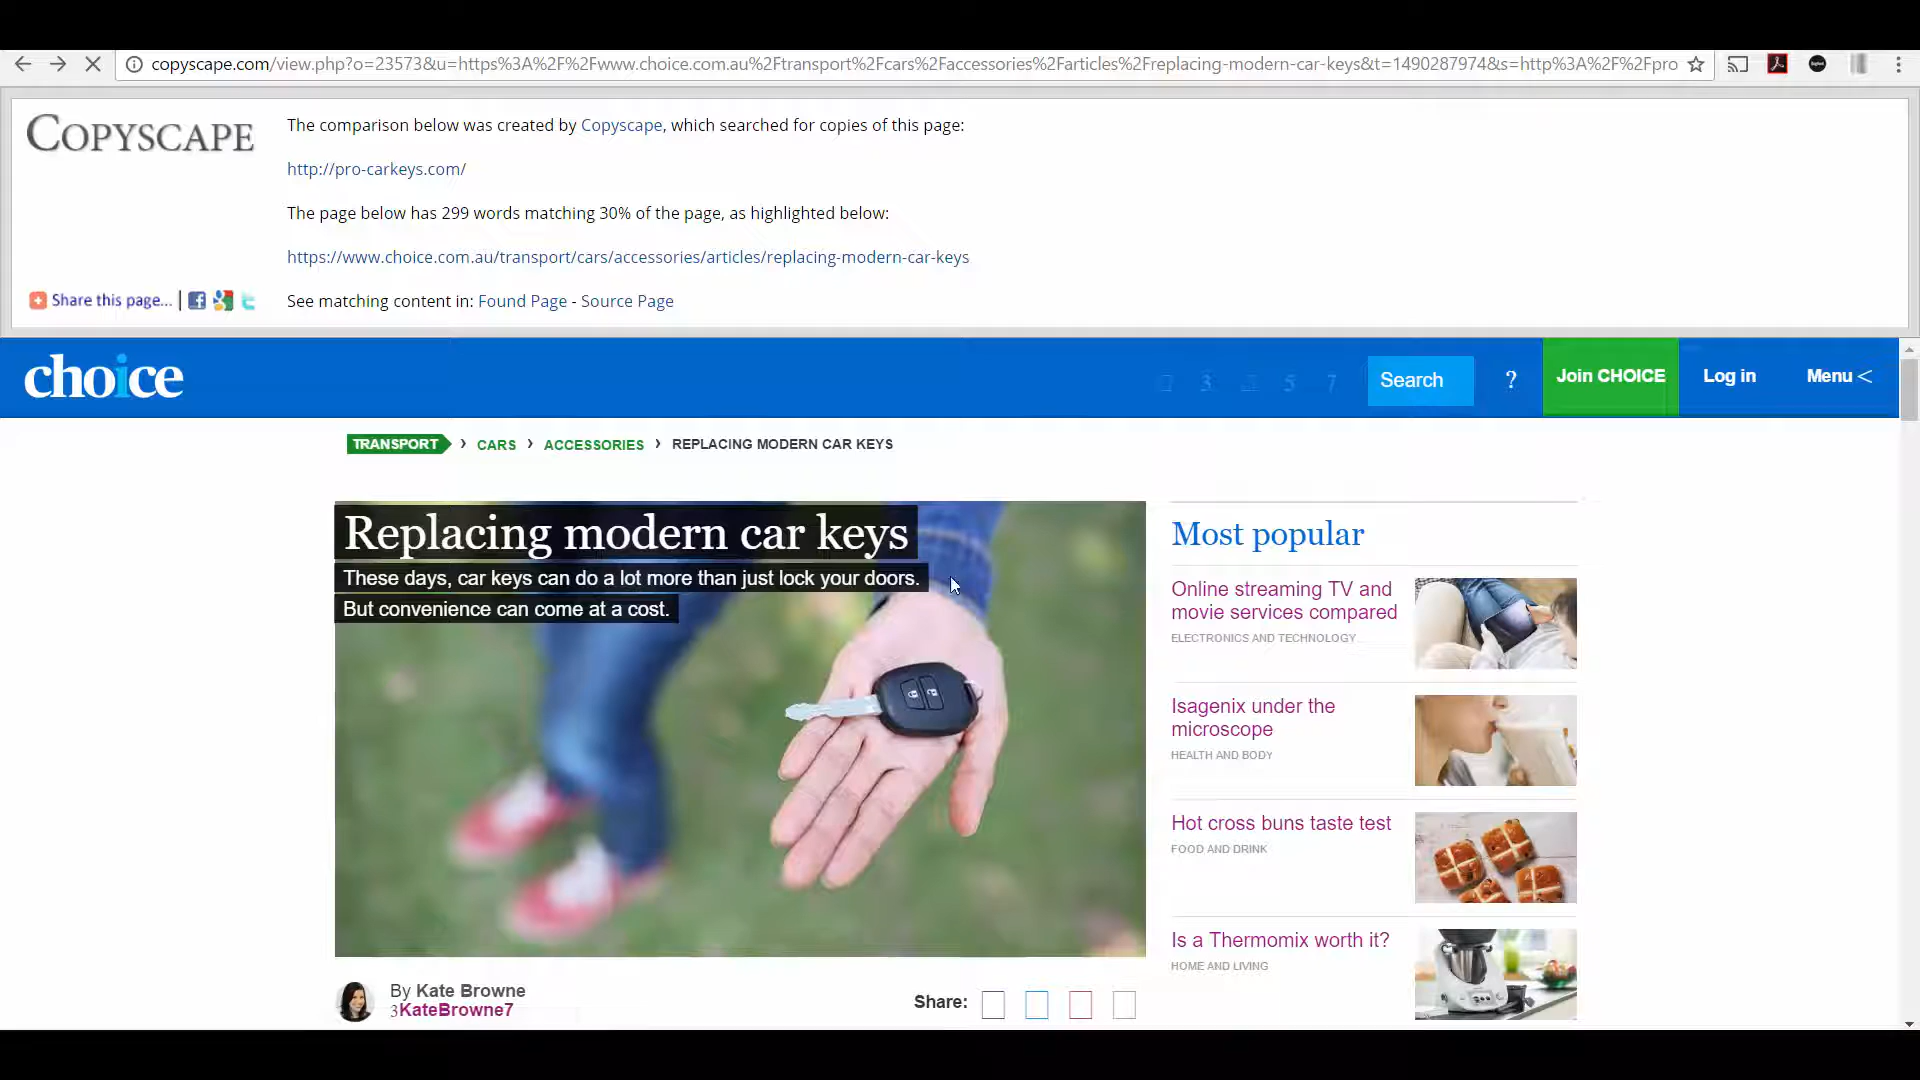 copyscape.com/view.php?o=23573&u=https%3A%2F%2Fwww.choice.com.au%2Ftransport%2Fcars%2Faccessories%2Farticles%2Freplacing-modern-car-keys&t=1490287974&s=http%3A%2F%2Fpro
COPYSCAPE
The comparison below was created by Copyscape, which searched for copies of this page:
http://pro-carkeys.com/
The page below has 299 words matching 30% of the page, as highlighted below:
https://www.choice.com.au/transport/cars/accessories/articles/replacing-modern-car-keys
Share this page... |
See matching content in: Found Page - Source Page
choice
3 5 7
Search
?
Join CHOICE
Log in
Menu <
TRANSPORT > CARS > ACCESSORIES > REPLACING MODERN CAR KEYS
Replacing modern car keys
These days, car keys can do a lot more than just lock your doors.
But convenience can come at a cost.
By Kate Browne
3KateBrowne7
Share:
Most popular
Online streaming TV and
movie services compared
ELECTRONICS AND TECHNOLOGY
Isagenix under the
microscope
HEALTH AND BODY
Hot cross buns taste test
FOOD AND DRINK
Is a Thermomix worth it?
HOME AND LIVING